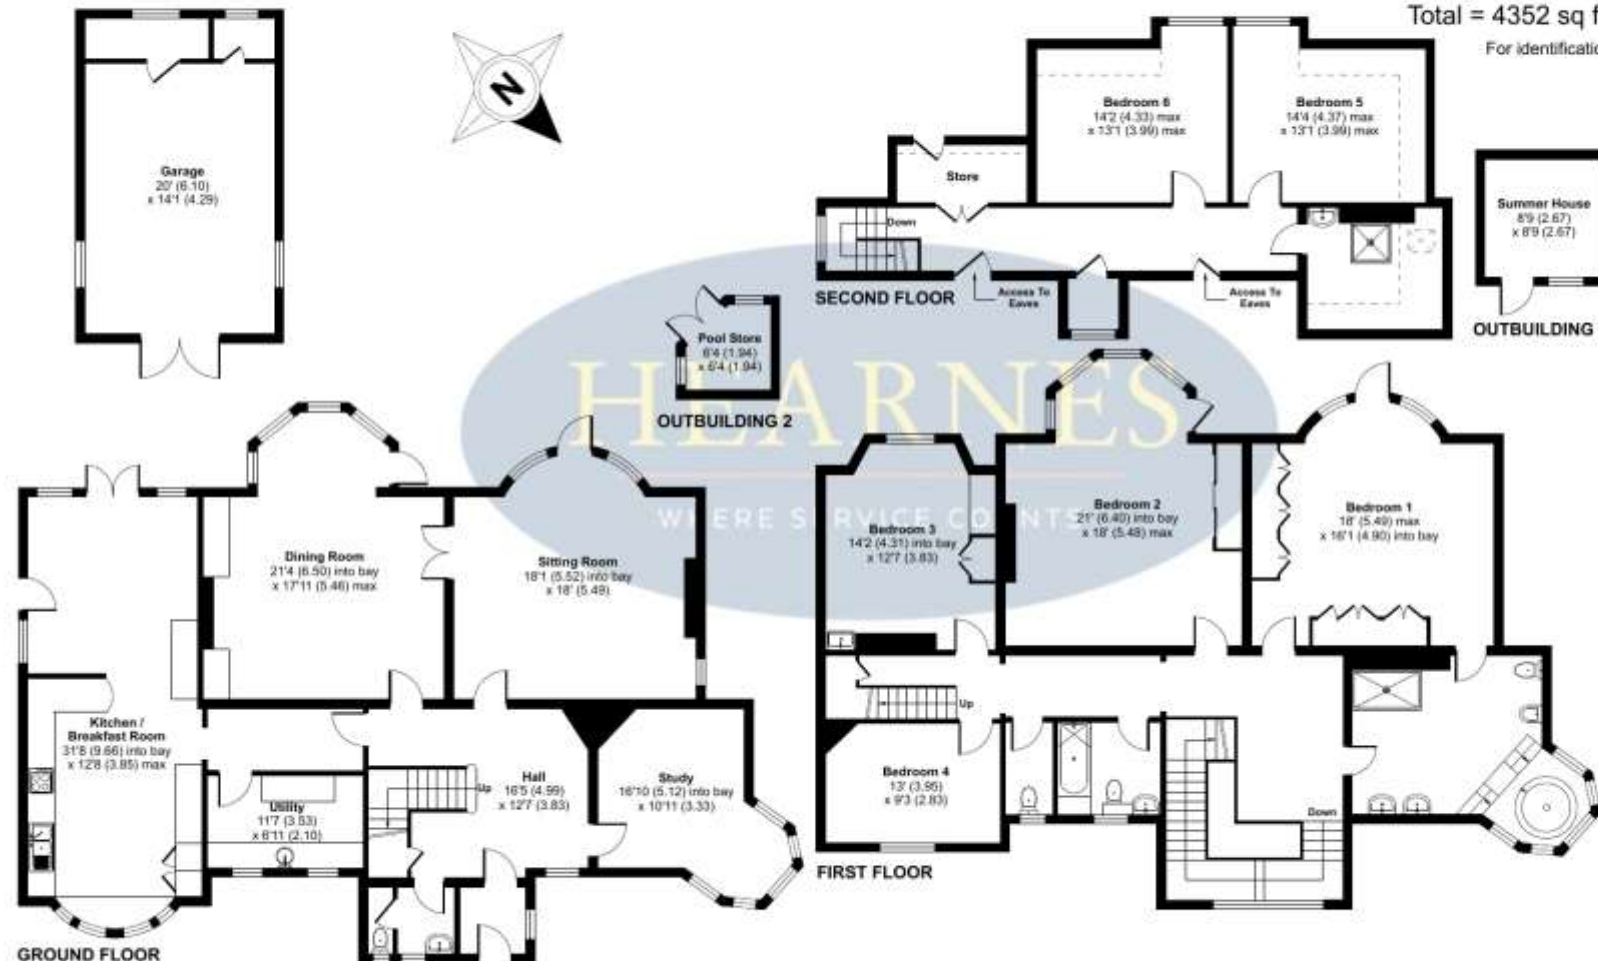 Total = 4352 sq f
For identificatio
N
Garage
20' (6.10)
x 14'1 (4.29)
Bedroom 6
14'2 (4.33) max
x 13'1 (3.99) max
Bedroom 5
14'4 (4.37) max
x 13'1 (3.99) max
Store
Down
Summer House
8'9 (2.67)
x 8'9 (2.67)
SECOND FLOOR
Access To
Eaves
Access To
Eaves
OUTBUILDING
Pool Store
6'4 (1.94)
x 6'4 (1.94)
OUTBUILDING 2
HEARNES
WHERE SERVICE COUNTS
Dining Room
21'4 (6.50) into bay
x 17'11 (5.46) max
Sitting Room
18'1 (5.52) into bay
x 18' (5.49)
Bedroom 3
14'2 (4.31) into bay
x 12'7 (3.83)
Bedroom 2
21' (6.40) into bay
x 18' (5.48) max
Bedroom 1
18' (5.49) max
x 16'1 (4.90) into bay
Kitchen /
Breakfast Room
31'8 (9.66) into bay
x 12'8 (3.85) max
Utility
11'7 (3.53)
x 6'11 (2.10)
Up
Hall
16'5 (4.99)
x 12'7 (3.83)
Study
16'10 (5.12) into bay
x 10'11 (3.33)
Up
Bedroom 4
13' (3.95)
x 9'3 (2.83)
Down
FIRST FLOOR
GROUND FLOOR